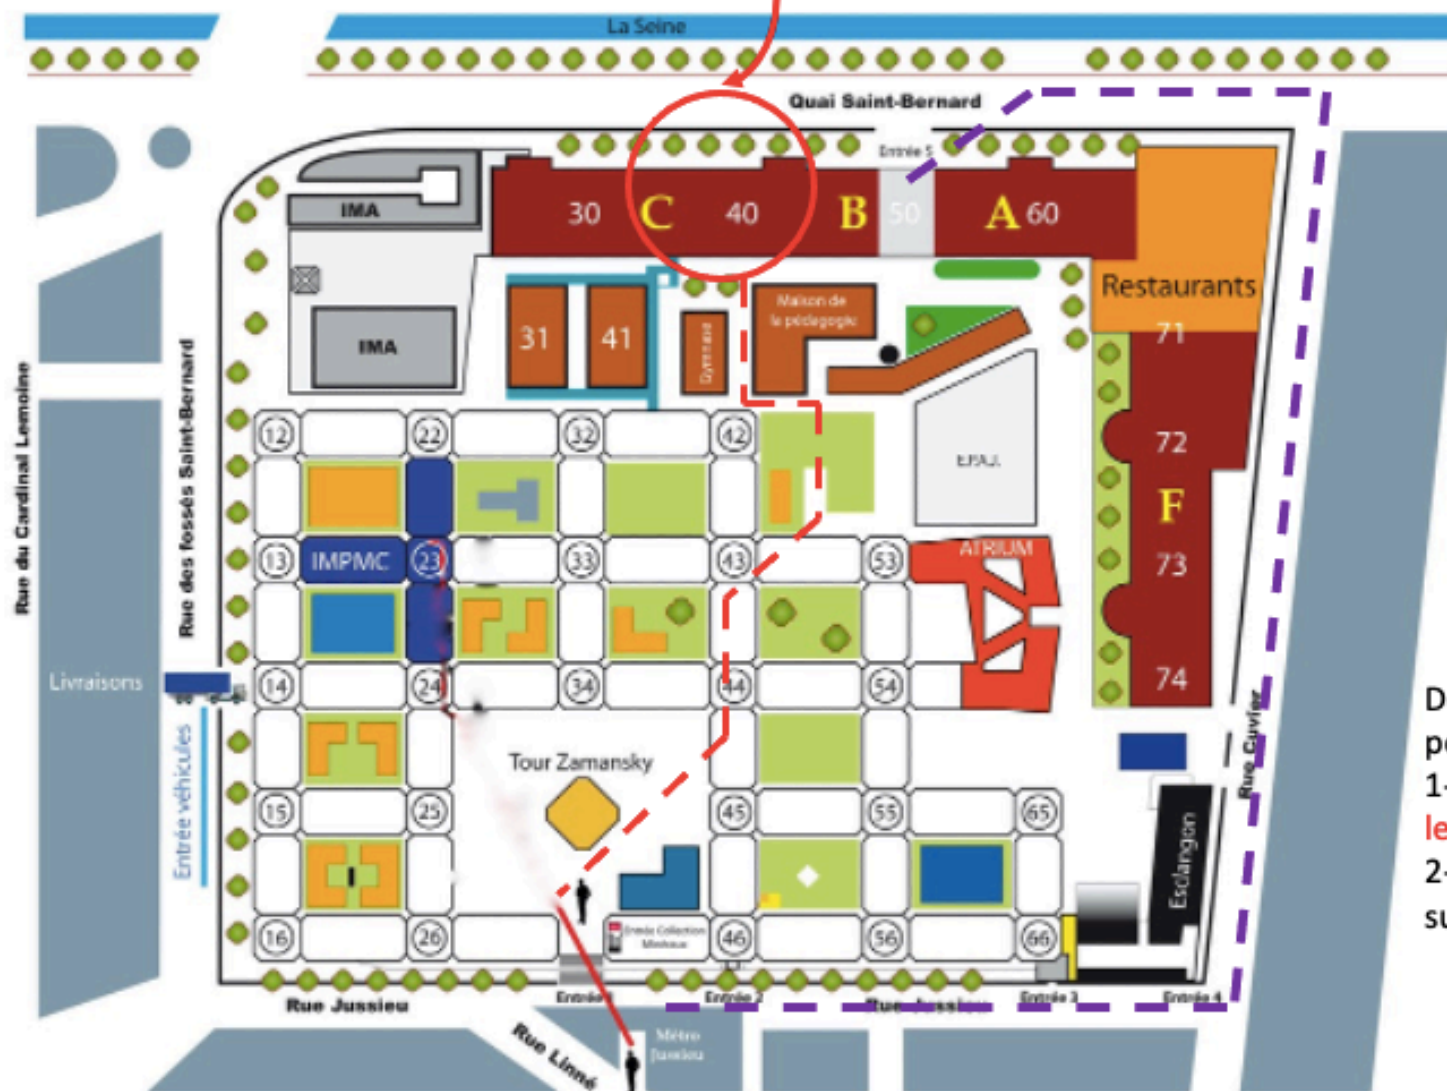 La Seine
Quai Saint-Bernard
Entrée 5
IMA
30
C
40
B
50
A
60
Restaurants
Maison de
la pédagogie
31
41
Gymnase
IMA
71
Rue du Cardinal Lemoine
Rue des fossés Saint-Bernard
12
22
32
42
72
F
13
IMPMC
23
33
43
53
ATRIUM
73
Livraisons
14
24
34
44
54
74
Entrée véhicules
Tour Zamansky
Rue Cuvier
15
25
45
55
65
Esclangon
16
26
Entrée Collection
46
56
66
Rue Jussieu
Entrée 1
Entrée 2
Rue Jussieu
Entrée 3
Entrée 4
Rue Linné
Métro
Jussieu
D
1-
le
2-
su